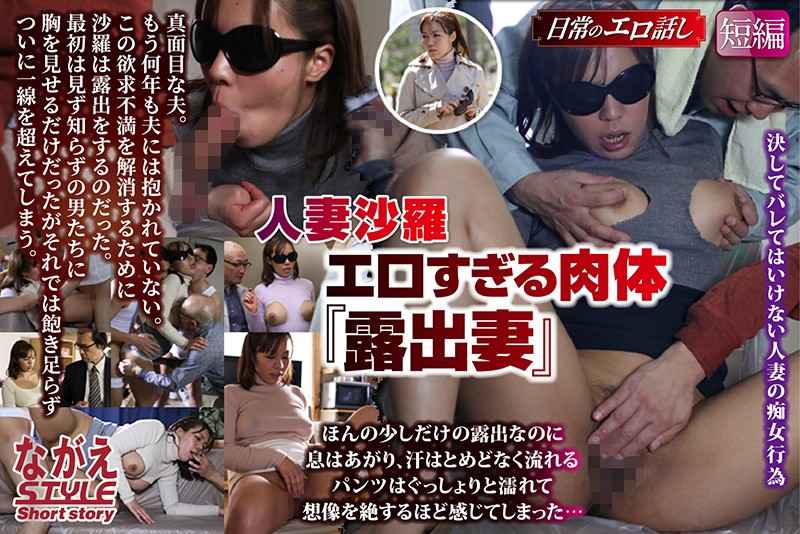 日常のエロ話し
短編
真面目な夫。
もう何年も夫には抱かれていない。
この欲求不満を解消するために
沙羅は露出をするのだった。
最初は見ず知らずの男たちに
胸を見せるだけだったがそれでは飽き足らず
ついに一線を超えてしまう。
決してバレてはいけない人妻の痴女行為
人妻沙羅
エロすぎる肉体
『露出妻』
ほんの少しだけの露出なのに
息はあがり、汗はとめどなく流れる
パンツはぐっしょりと濡れて
想像を絶するほど感じてしまった…
ながえ
STYLE
Short story